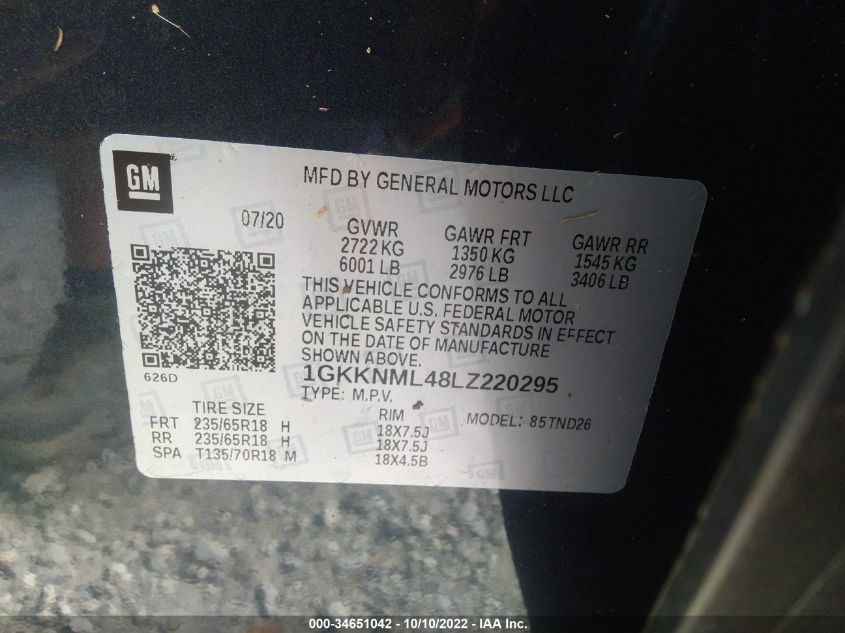 GM
MFD BY GENERAL MOTORS LLC
07/20
GVWR GAWR FRT GAWR RR
2722 KG 1350 KG 1545 KG
6001 LB 2976 LB 3406 LB
THIS VEHICLE CONFORMS TO ALL
APPLICABLE U.S. FEDERAL MOTOR
VEHICLE SAFETY STANDARDS IN EFFECT
ON THE DATE OF MANUFACTURE
SHOWN ABOVE.
626D
1GKKNML48LZ220295
TYPE: M.P.V.
TIRE SIZE RIM MODEL: 85TND26
FRT 235/65R18 H 18X7.5J
RR 235/65R18 H 18X7.5J
SPA T135/70R18 M 18X4.5B
000-34651042 - 10/10/2022 - IAA Inc.